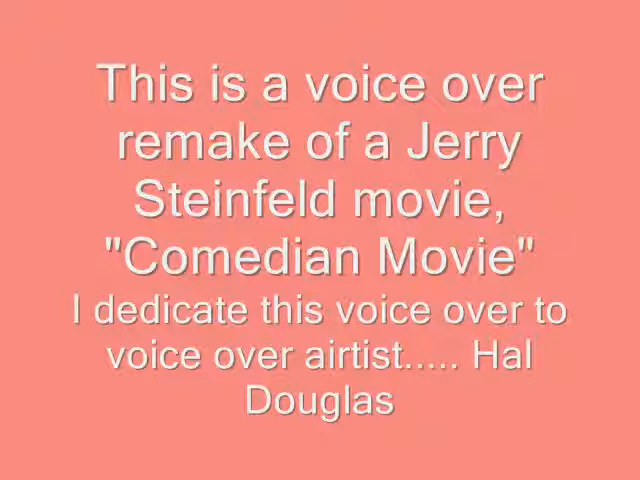 This is a voice over
remake of a Jerry
Steinfeld movie,
"Comedian Movie"
I dedicate this voice over to
voice over airtist..... Hal
Douglas